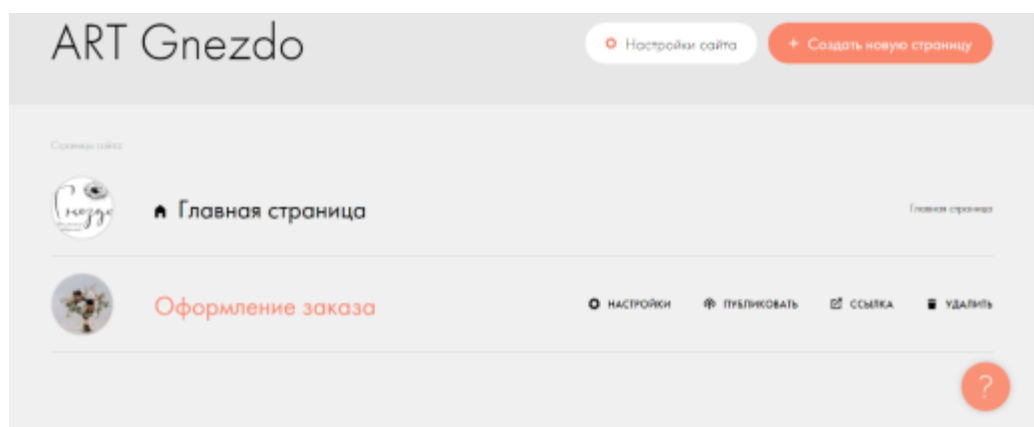 ART Gnezdo
Настройки сайта
+ Создать новую страницу
Страницы сайта:
Гнездо
Главная страница
Главная страница
Оформление заказа
НАСТРОЙКИ
ПУБЛИКОВАТЬ
ССЫЛКА
УДАЛИТЬ
?